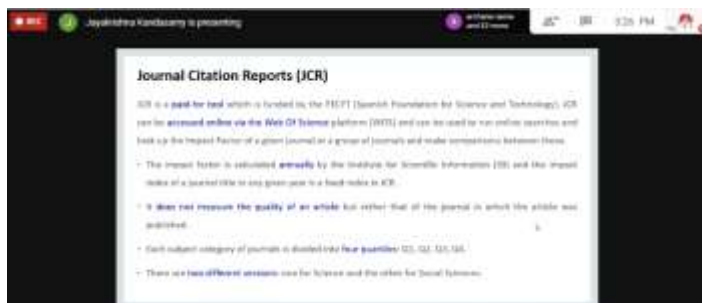 REC
J
Jayakrishna Kandasamy is presenting
and 12 more
3:26 PM
Journal Citation Reports (JCR)
JCR is a paid-for tool which is funded by the FECYT (Spanish Foundation for Science and Technology). JCR
can be accessed online via the Web Of Science platform (WOS) and can be used to run online searches and
look up the Impact Factor of a given journal or a group of journals and make comparisons between these.
- The impact factor is calculated annually by the Institute for Scientific Information (ISI) and the impact
index of a journal title in any given year is a fixed index in JCR.
- It does not measure the quality of an article but rather that of the journal in which the article was
published.
- Each subject category of journals is divided into four quartiles: Q1, Q2, Q3, Q4.
- There are two different versions: one for Science and the other for Social Sciences.